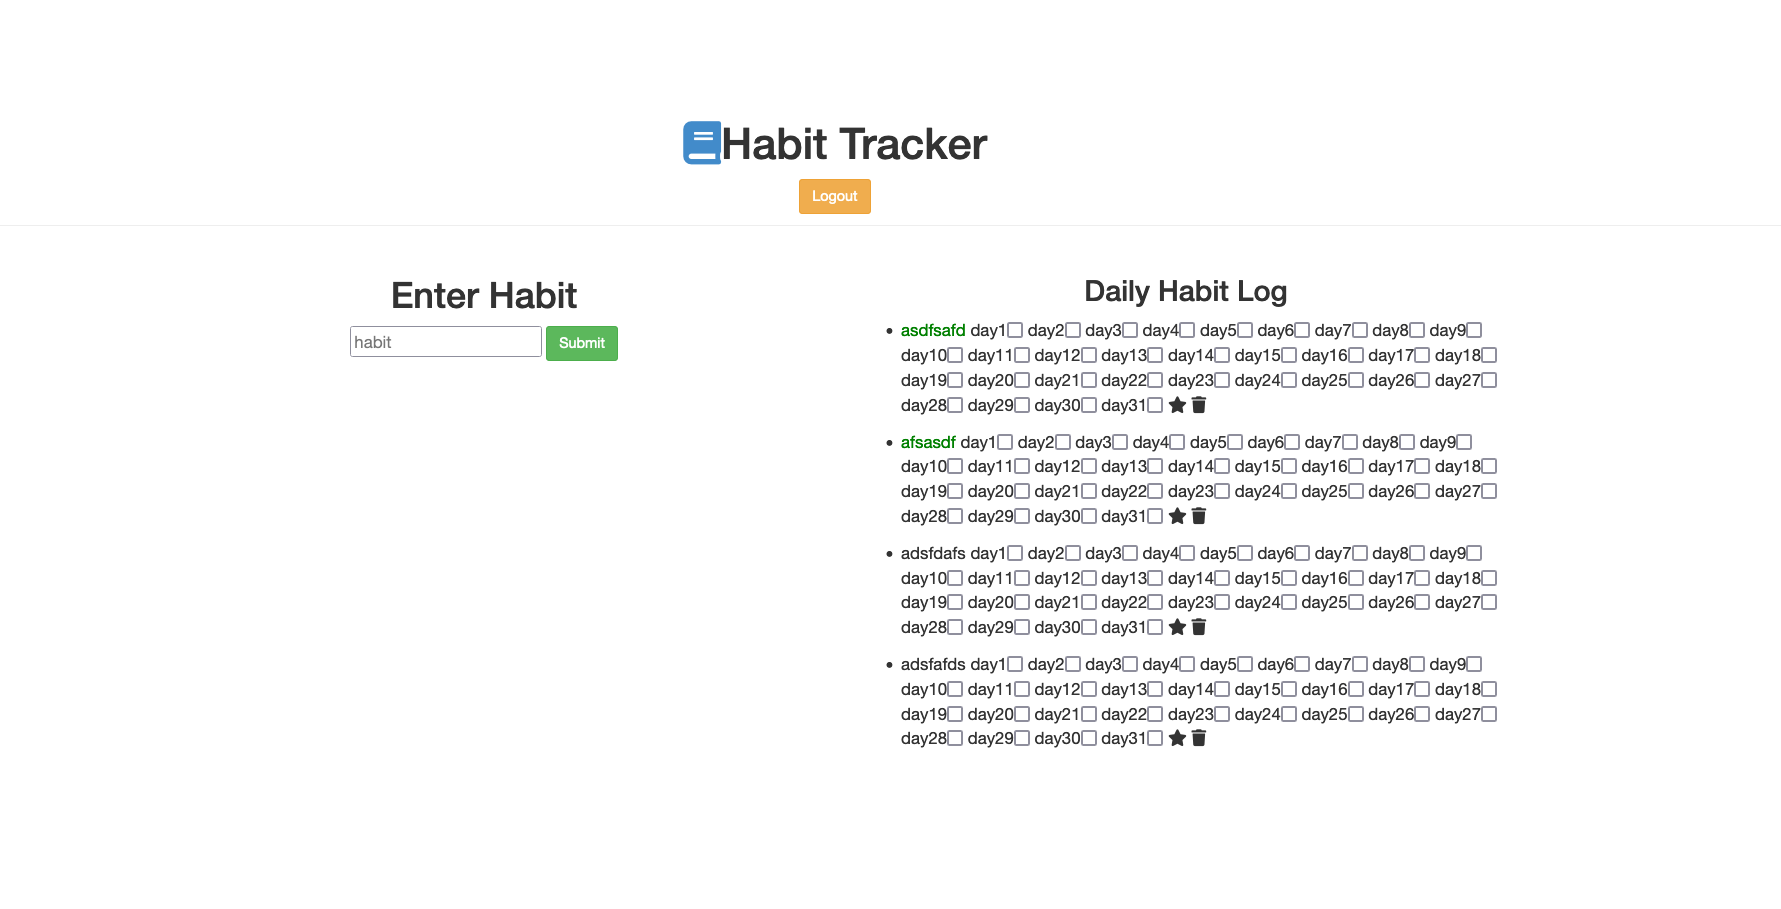 Habit Tracker
Logout
Enter Habit
habit
Submit
Daily Habit Log
asdfsafd day1 day2 day3 day4 day5 day6 day7 day8 day9
day10 day11 day12 day13 day14 day15 day16 day17 day18
day19 day20 day21 day22 day23 day24 day25 day26 day27
day28 day29 day30 day31
afsasdf day1 day2 day3 day4 day5 day6 day7 day8 day9
day10 day11 day12 day13 day14 day15 day16 day17 day18
day19 day20 day21 day22 day23 day24 day25 day26 day27
day28 day29 day30 day31
adsfdafs day1 day2 day3 day4 day5 day6 day7 day8 day9
day10 day11 day12 day13 day14 day15 day16 day17 day18
day19 day20 day21 day22 day23 day24 day25 day26 day27
day28 day29 day30 day31
adsfafds day1 day2 day3 day4 day5 day6 day7 day8 day9
day10 day11 day12 day13 day14 day15 day16 day17 day18
day19 day20 day21 day22 day23 day24 day25 day26 day27
day28 day29 day30 day31